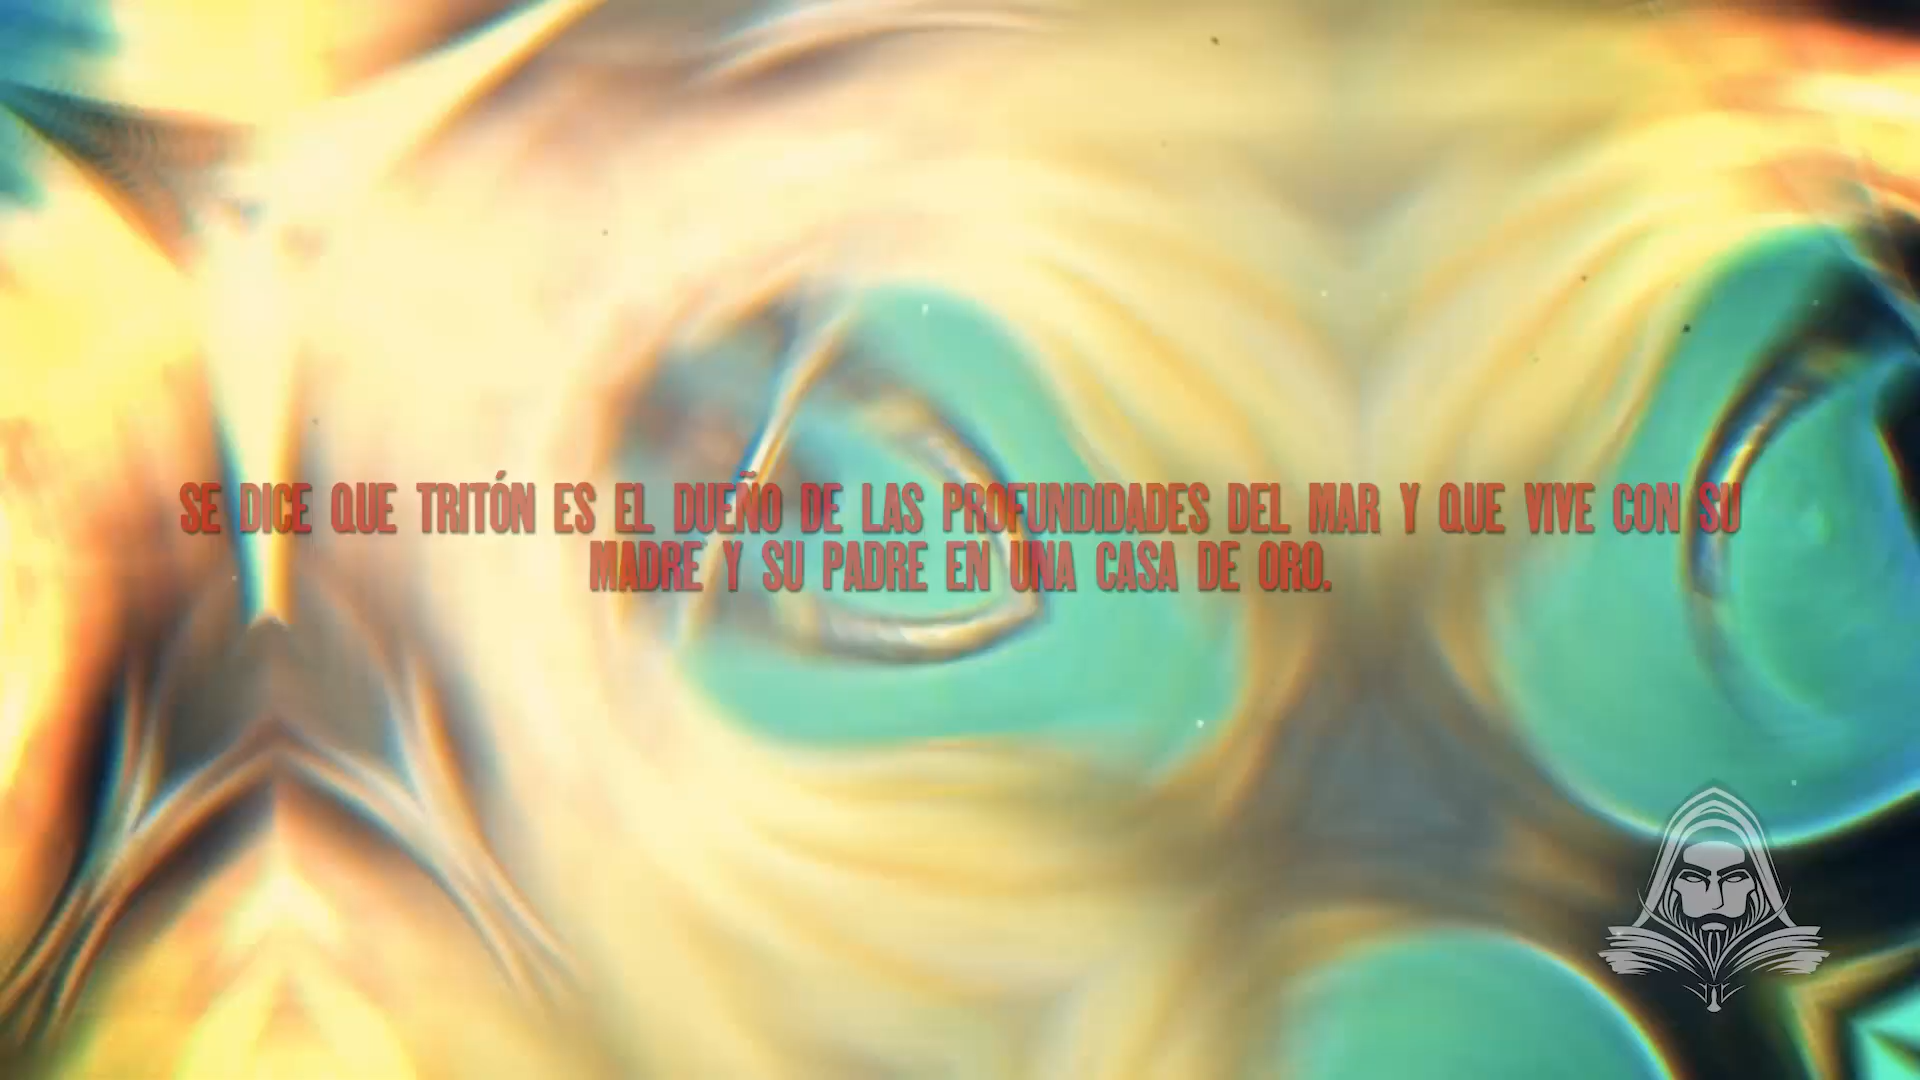 SE DICE QUE TRITÓN ES EL DUEÑO DE LAS PROFUNDIDADES DEL MAR Y QUE VIVE CON SU
MADRE Y SU PADRE EN UNA CASA DE ORO.